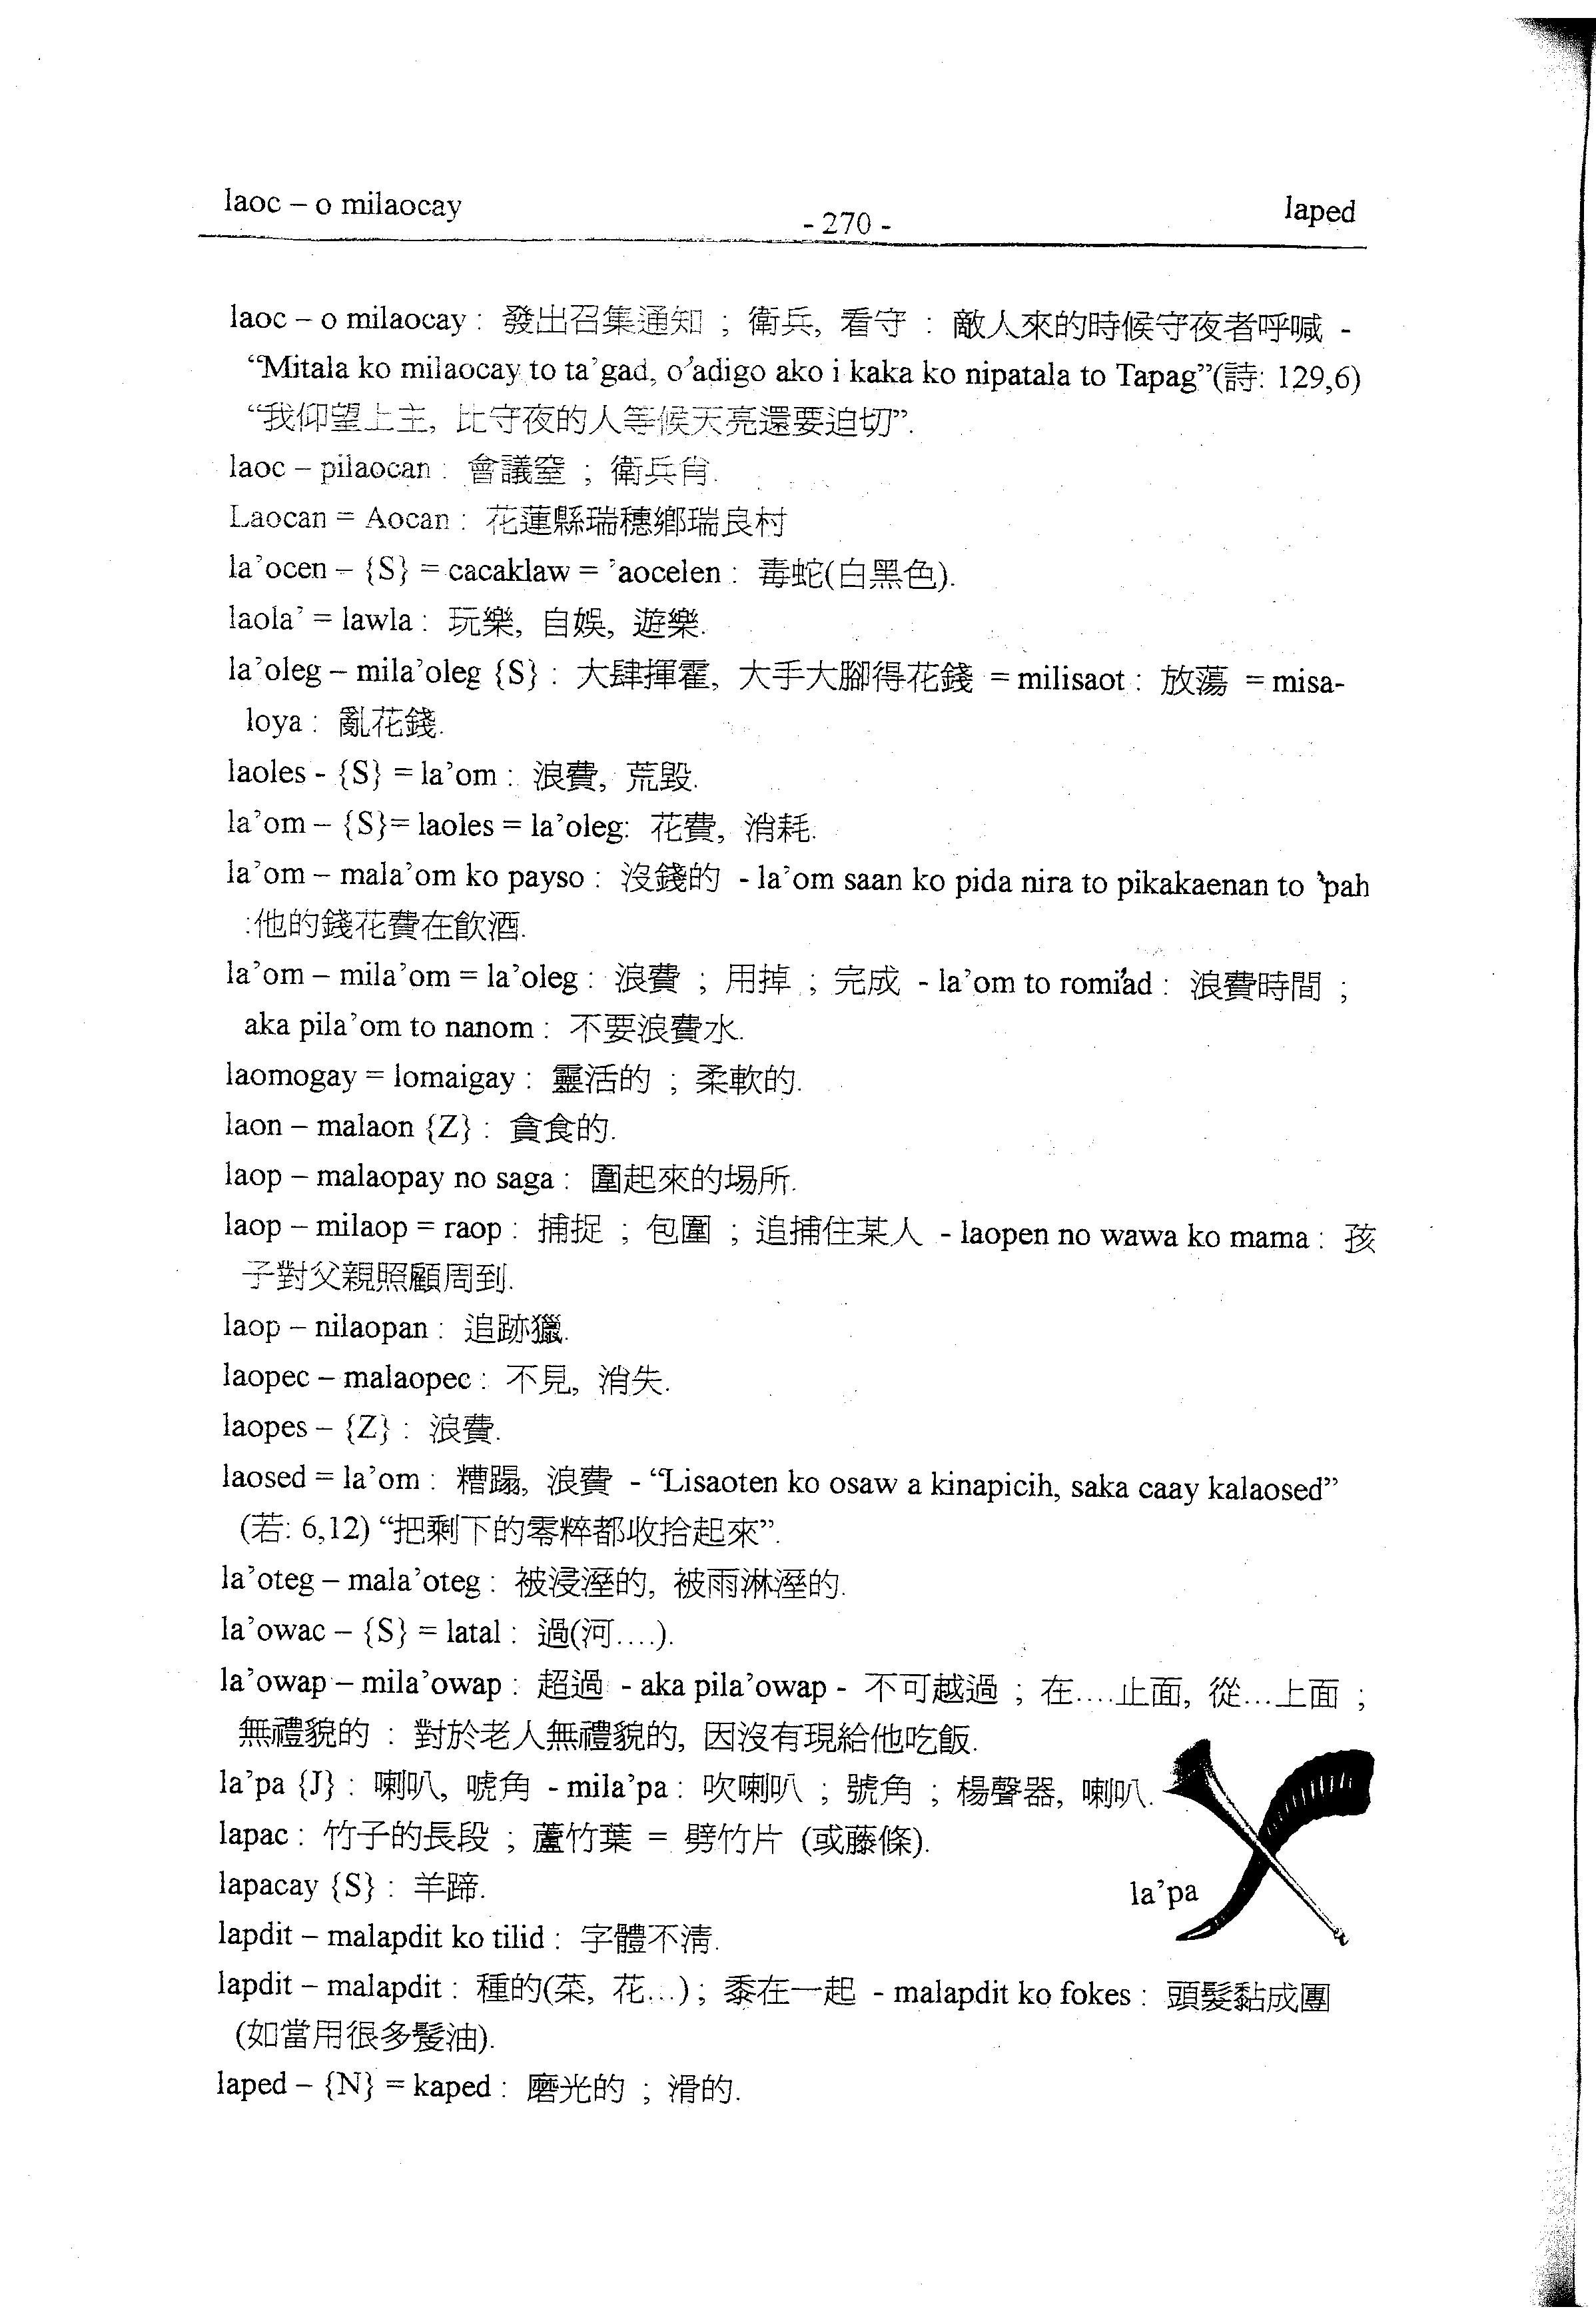 laoc – o milaocay
- 270 -
laped
laoc – o milaocay : 發出召集通知 ; 衛兵, 看守 : 敵人來的時候守夜者呼喊 -
“Mitala ko milaocay to ta’gad, o’adigo ako i kaka ko nipatala to Tapag”(詩: 129,6)
“我仰望上主, 比守夜的人等候天亮還要迫切”.
laoc – pilaocan : 會議窒 ; 衛兵肖.
Laocan = Aocan : 花蓮縣瑞穗鄉瑞良村
la’ocen – {S} = cacaklaw = ’aocelen : 毒蛇(白黑色).
laola’ = lawla : 玩樂, 自娛, 遊樂.
la’oleg – mila’oleg {S} : 大肆揮霍, 大手大腳得花錢 = milisaot : 放蕩 = misa-
loya : 亂花錢.
laoles - {S} = la’om : 浪費, 荒毀.
la’om – {S}= laoles = la’oleg: 花費, 消耗.
la’om – mala’om ko payso : 沒錢的 - la’om saan ko pida nira to pikakaenan to ’pah
:他的錢花費在飲酒.
la’om – mila’om = la’oleg : 浪費 ; 用掉 ; 完成 - la’om to romi’ad : 浪費時間 ;
aka pila’om to nanom : 不要浪費水.
laomogay = lomaigay : 靈活的 ; 柔軟的.
laon – malaon {Z} : 貪食的.
laop – malaopay no saga : 圍起來的場所.
laop – milaop = raop : 捕捉 ; 包圍 ; 追捕住某人 - laopen no wawa ko mama : 孩
子對父親照顧周到.
laop – nilaopan : 追跡獵.
laopec – malaopec : 不見, 消失.
laopes – {Z} : 浪費.
laosed = la’om : 糟蹋, 浪費 - “Lisaoten ko osaw a kinapicih, saka caay kalaosed”
(若: 6,12) “把剩下的零粹都收拾起來”.
la’oteg – mala’oteg : 被浸溼的, 被雨淋溼的.
la’owac – {S} = latal : 過(河....).
la’owap – mila’owap : 超過 - aka pila’owap - 不可越過 ; 在....止面, 從...上面 ;
無禮貌的 : 對於老人無禮貌的, 因沒有現給他吃飯.
la’pa {J} : 喇叭, 唬角 - mila’pa : 吹喇叭 ; 號角 ; 楊聲器, 喇叭.
lapac : 竹子的長段 ; 蘆竹葉 = 劈竹片 (或藤條).
lapacay {S} : 羊蹄.
la’pa
lapdit – malapdit ko tilid : 字體不淸.
lapdit – malapdit : 種的(菜, 花...) ; 黍在一起 - malapdit ko fokes : 頭髮黏成團
(如當用很多髮油).
laped – {N} = kaped : 磨光的 ; 滑的.